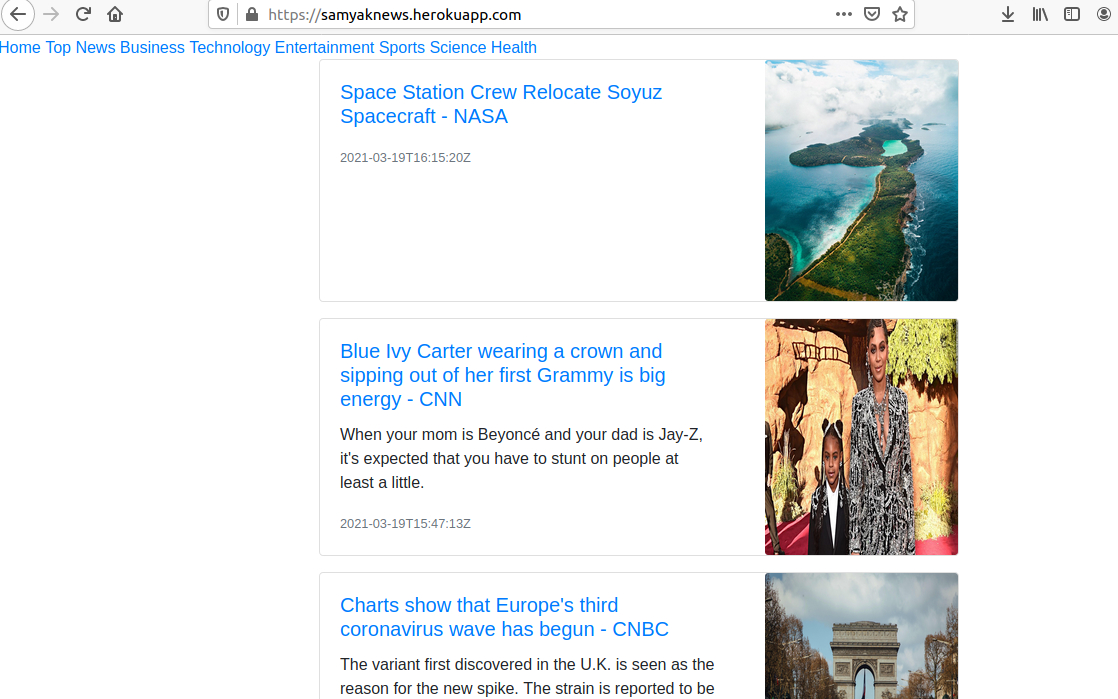 https://samyaknews.herokuapp.com
Home Top News Business Technology Entertainment Sports Science Health
Space Station Crew Relocate Soyuz
Spacecraft - NASA
2021-03-19T16:15:20Z
Blue Ivy Carter wearing a crown and
sipping out of her first Grammy is big
energy - CNN
When your mom is Beyoncé and your dad is Jay-Z,
it's expected that you have to stunt on people at
least a little.
2021-03-19T15:47:13Z
Charts show that Europe's third
coronavirus wave has begun - CNBC
The variant first discovered in the U.K. is seen as the
reason for the new spike. The strain is reported to be